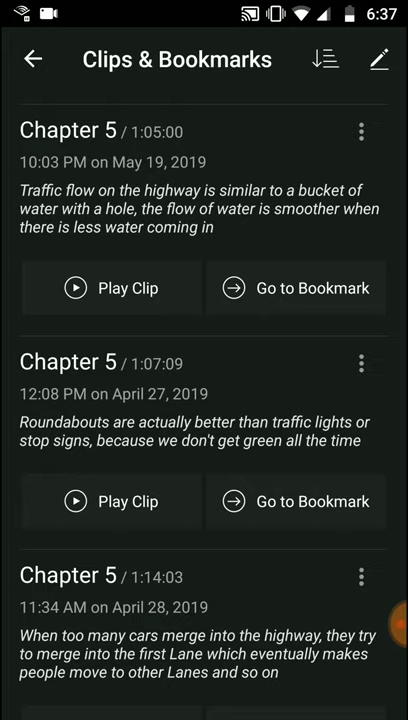 6:37
Clips & Bookmarks
Chapter 5 / 1:05:00
10:03 PM on May 19, 2019
Traffic flow on the highway is similar to a bucket of
water with a hole, the flow of water is smoother when
there is less water coming in
Play Clip
Go to Bookmark
Chapter 5 / 1:07:09
12:08 PM on April 27, 2019
Roundabouts are actually better than traffic lights or
stop signs, because we don't get green all the time
Play Clip
Go to Bookmark
Chapter 5 / 1:14:03
11:34 AM on April 28, 2019
When too many cars merge into the highway, they try
to merge into the first Lane which eventually makes
people move to other Lanes and so on